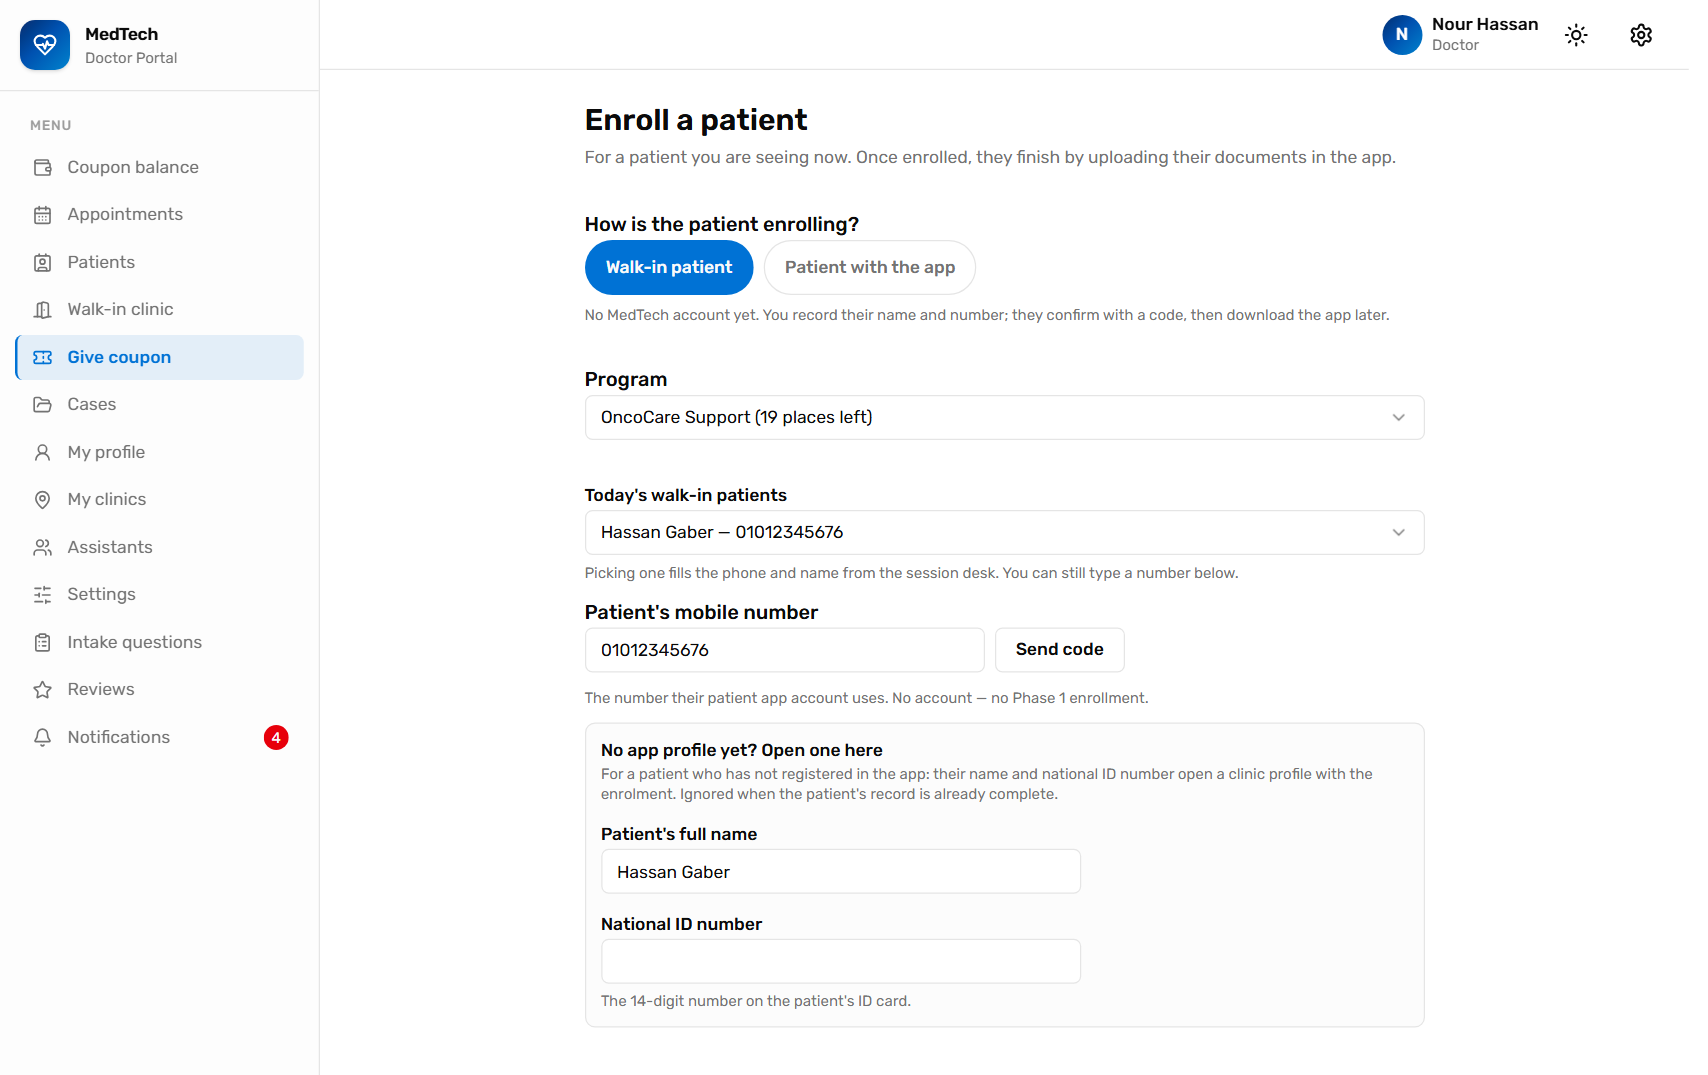 MedTech
Doctor Portal
MENU
Coupon balance
Appointments
Patients
Walk-in clinic
Give coupon
Cases
My profile
My clinics
Assistants
Settings
Intake questions
Reviews
Notifications
4
N
Nour Hassan
Doctor
Enroll a patient
For a patient you are seeing now. Once enrolled, they finish by uploading their documents in the app.
How is the patient enrolling?
Walk-in patient
Patient with the app
No MedTech account yet. You record their name and number; they confirm with a code, then download the app later.
Program
OncoCare Support (19 places left)
Today's walk-in patients
Hassan Gaber — 01012345676
Picking one fills the phone and name from the session desk. You can still type a number below.
Patient's mobile number
01012345676
Send code
The number their patient app account uses. No account — no Phase 1 enrollment.
No app profile yet? Open one here
For a patient who has not registered in the app: their name and national ID number open a clinic profile with the
enrolment. Ignored when the patient's record is already complete.
Patient's full name
Hassan Gaber
National ID number
The 14-digit number on the patient's ID card.